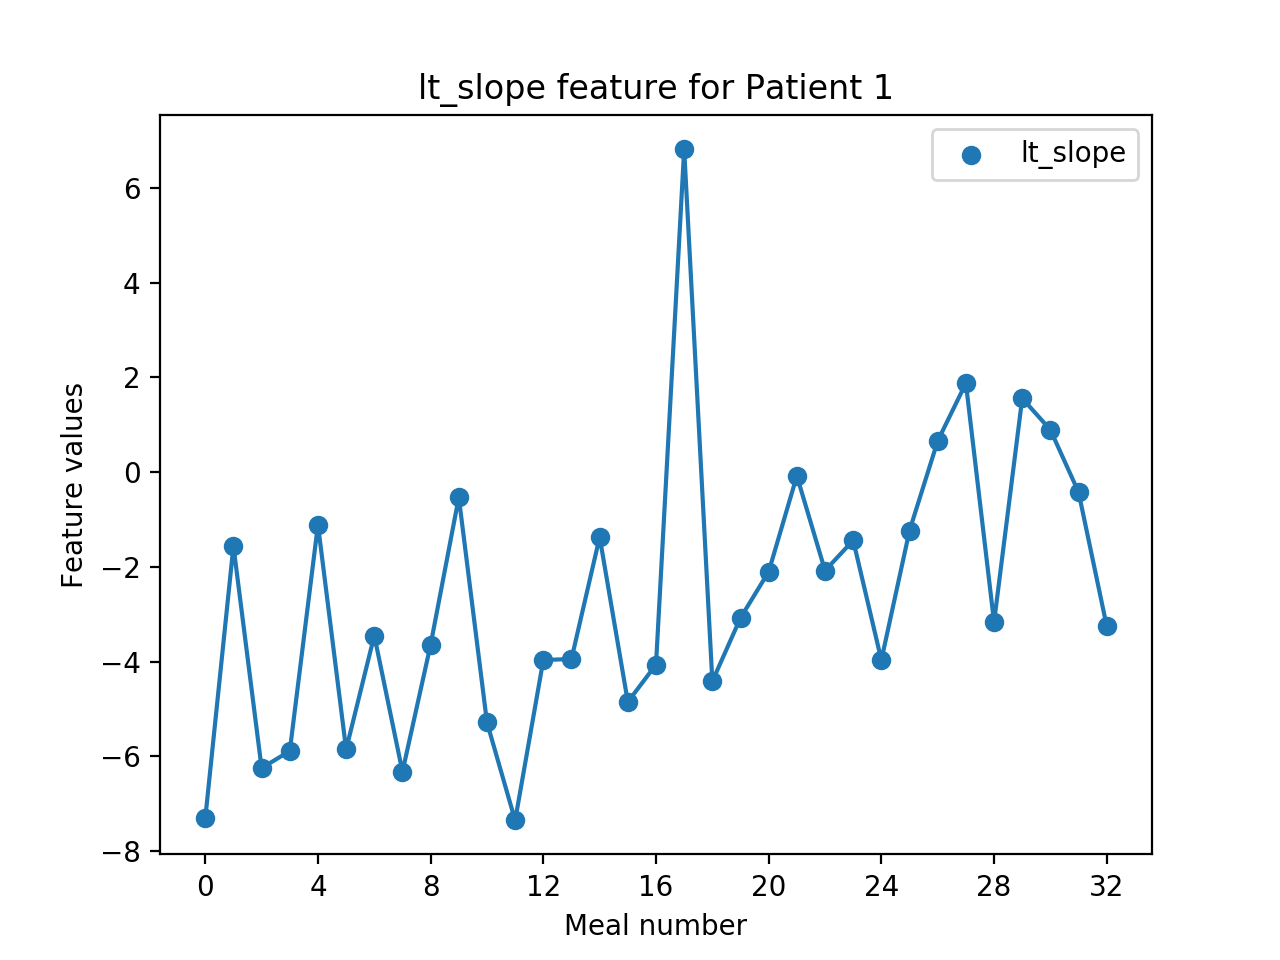 lt_slope feature for Patient 1
lt_slope
6
4
2
0
−2
−4
−6
−8
Feature values
0 4 8 12 16 20 24 28 32
Meal number